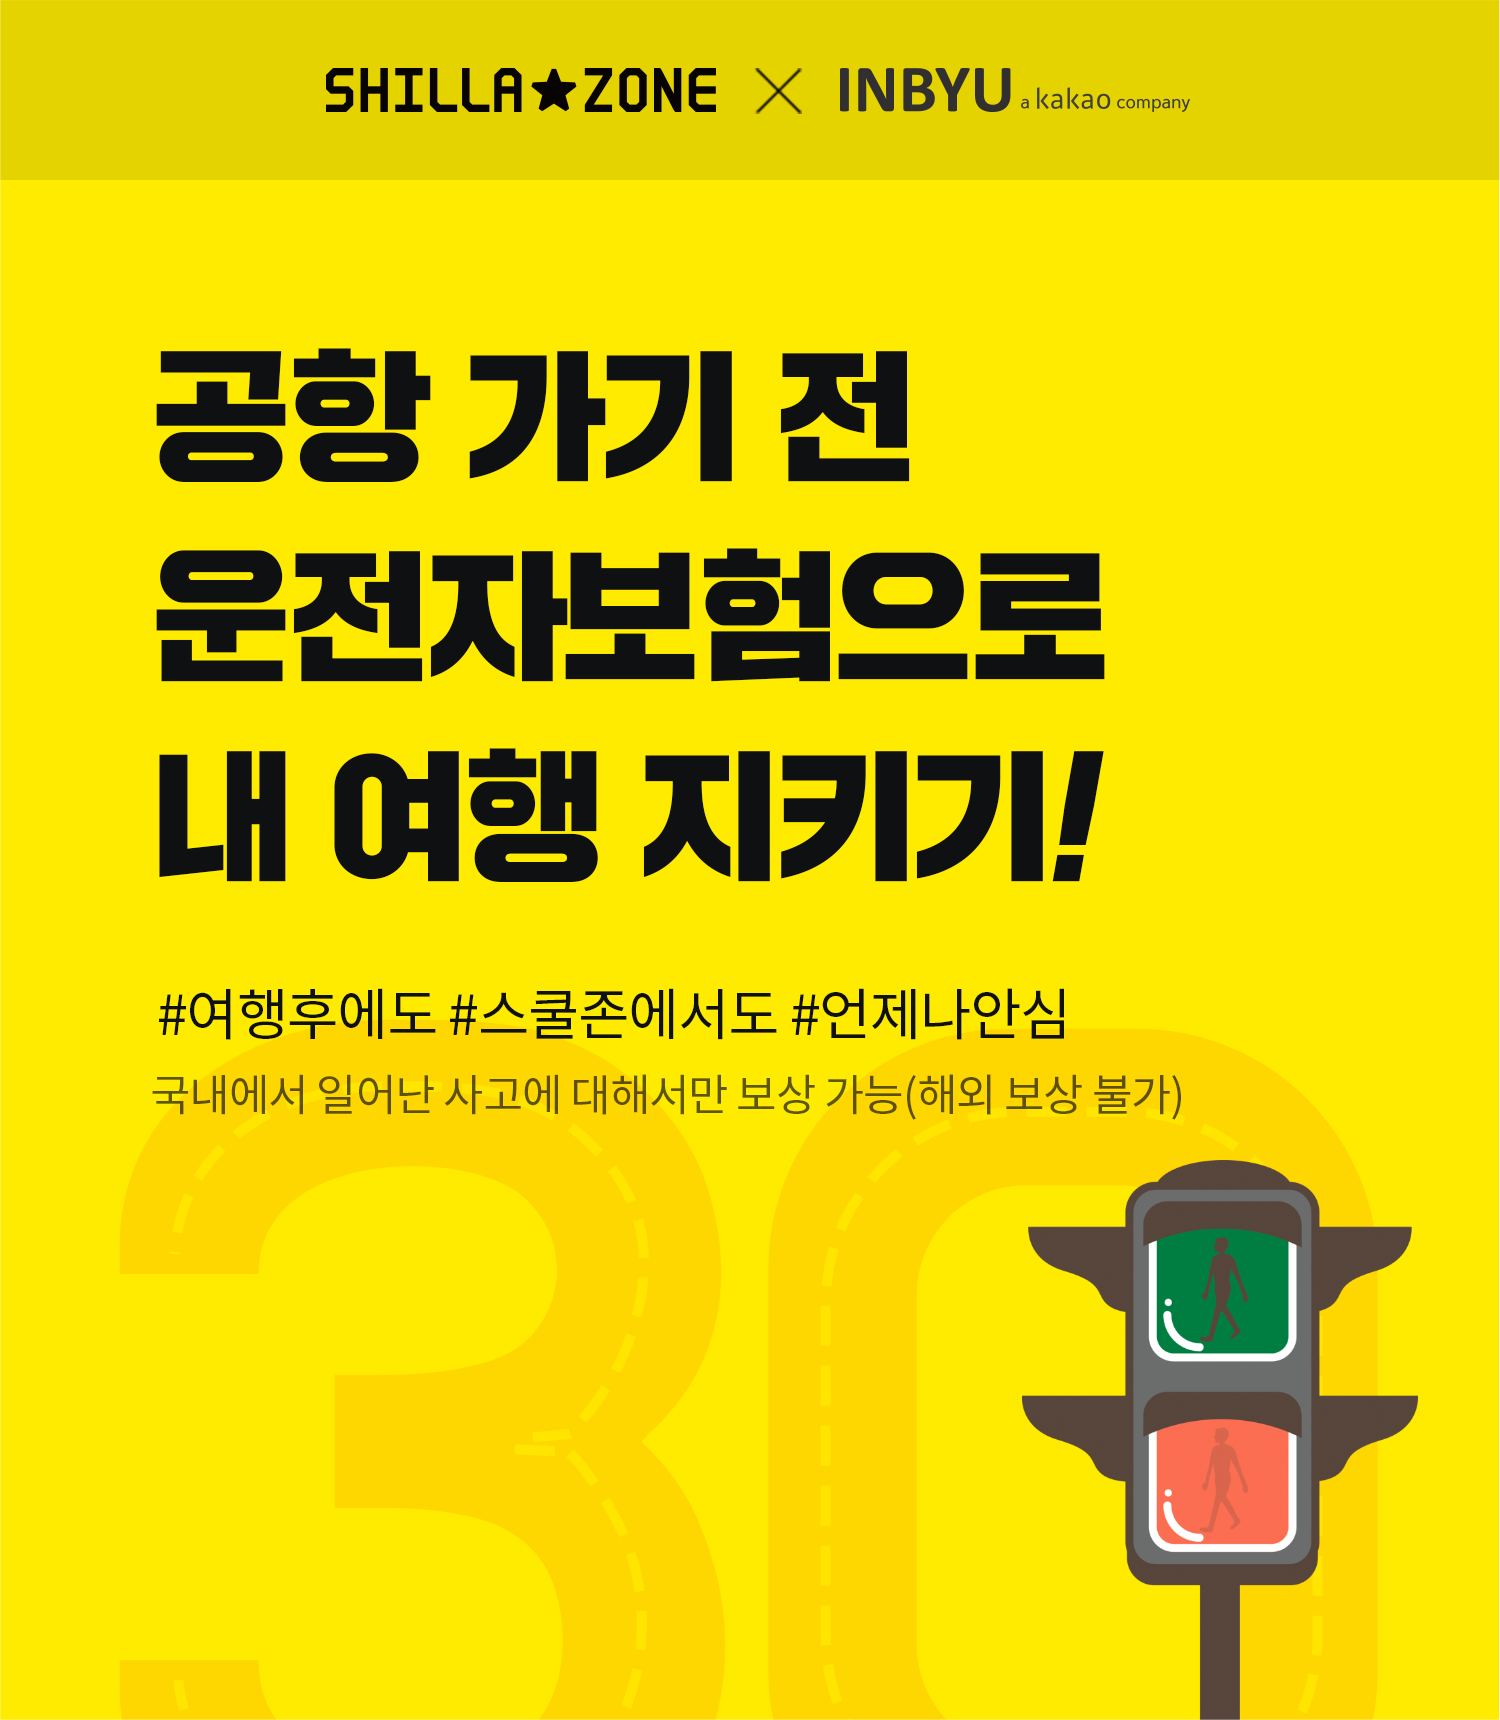 SHILLA★ZONE × INBYU a kakao company
공항 가기 전
운전자보험으로
내 여행 지키기!
#여행후에도 #스쿨존에서도 #언제나안심
국내에서 일어난 사고에 대해서만 보상 가능(해외 보상 불가)
30